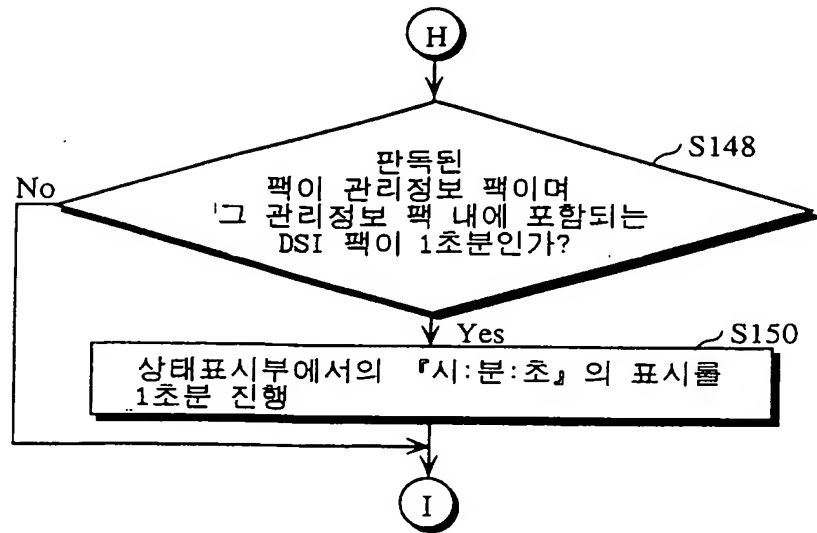 H
S148
판독된
팩이 관리정보 팩이며
그 관리정보 팩 내에 포함되는
DSI 팩이 1초분인가?
No
Yes
S150
상태표시부에서의 『시:분:초』의 표시를
1초분 진행
I